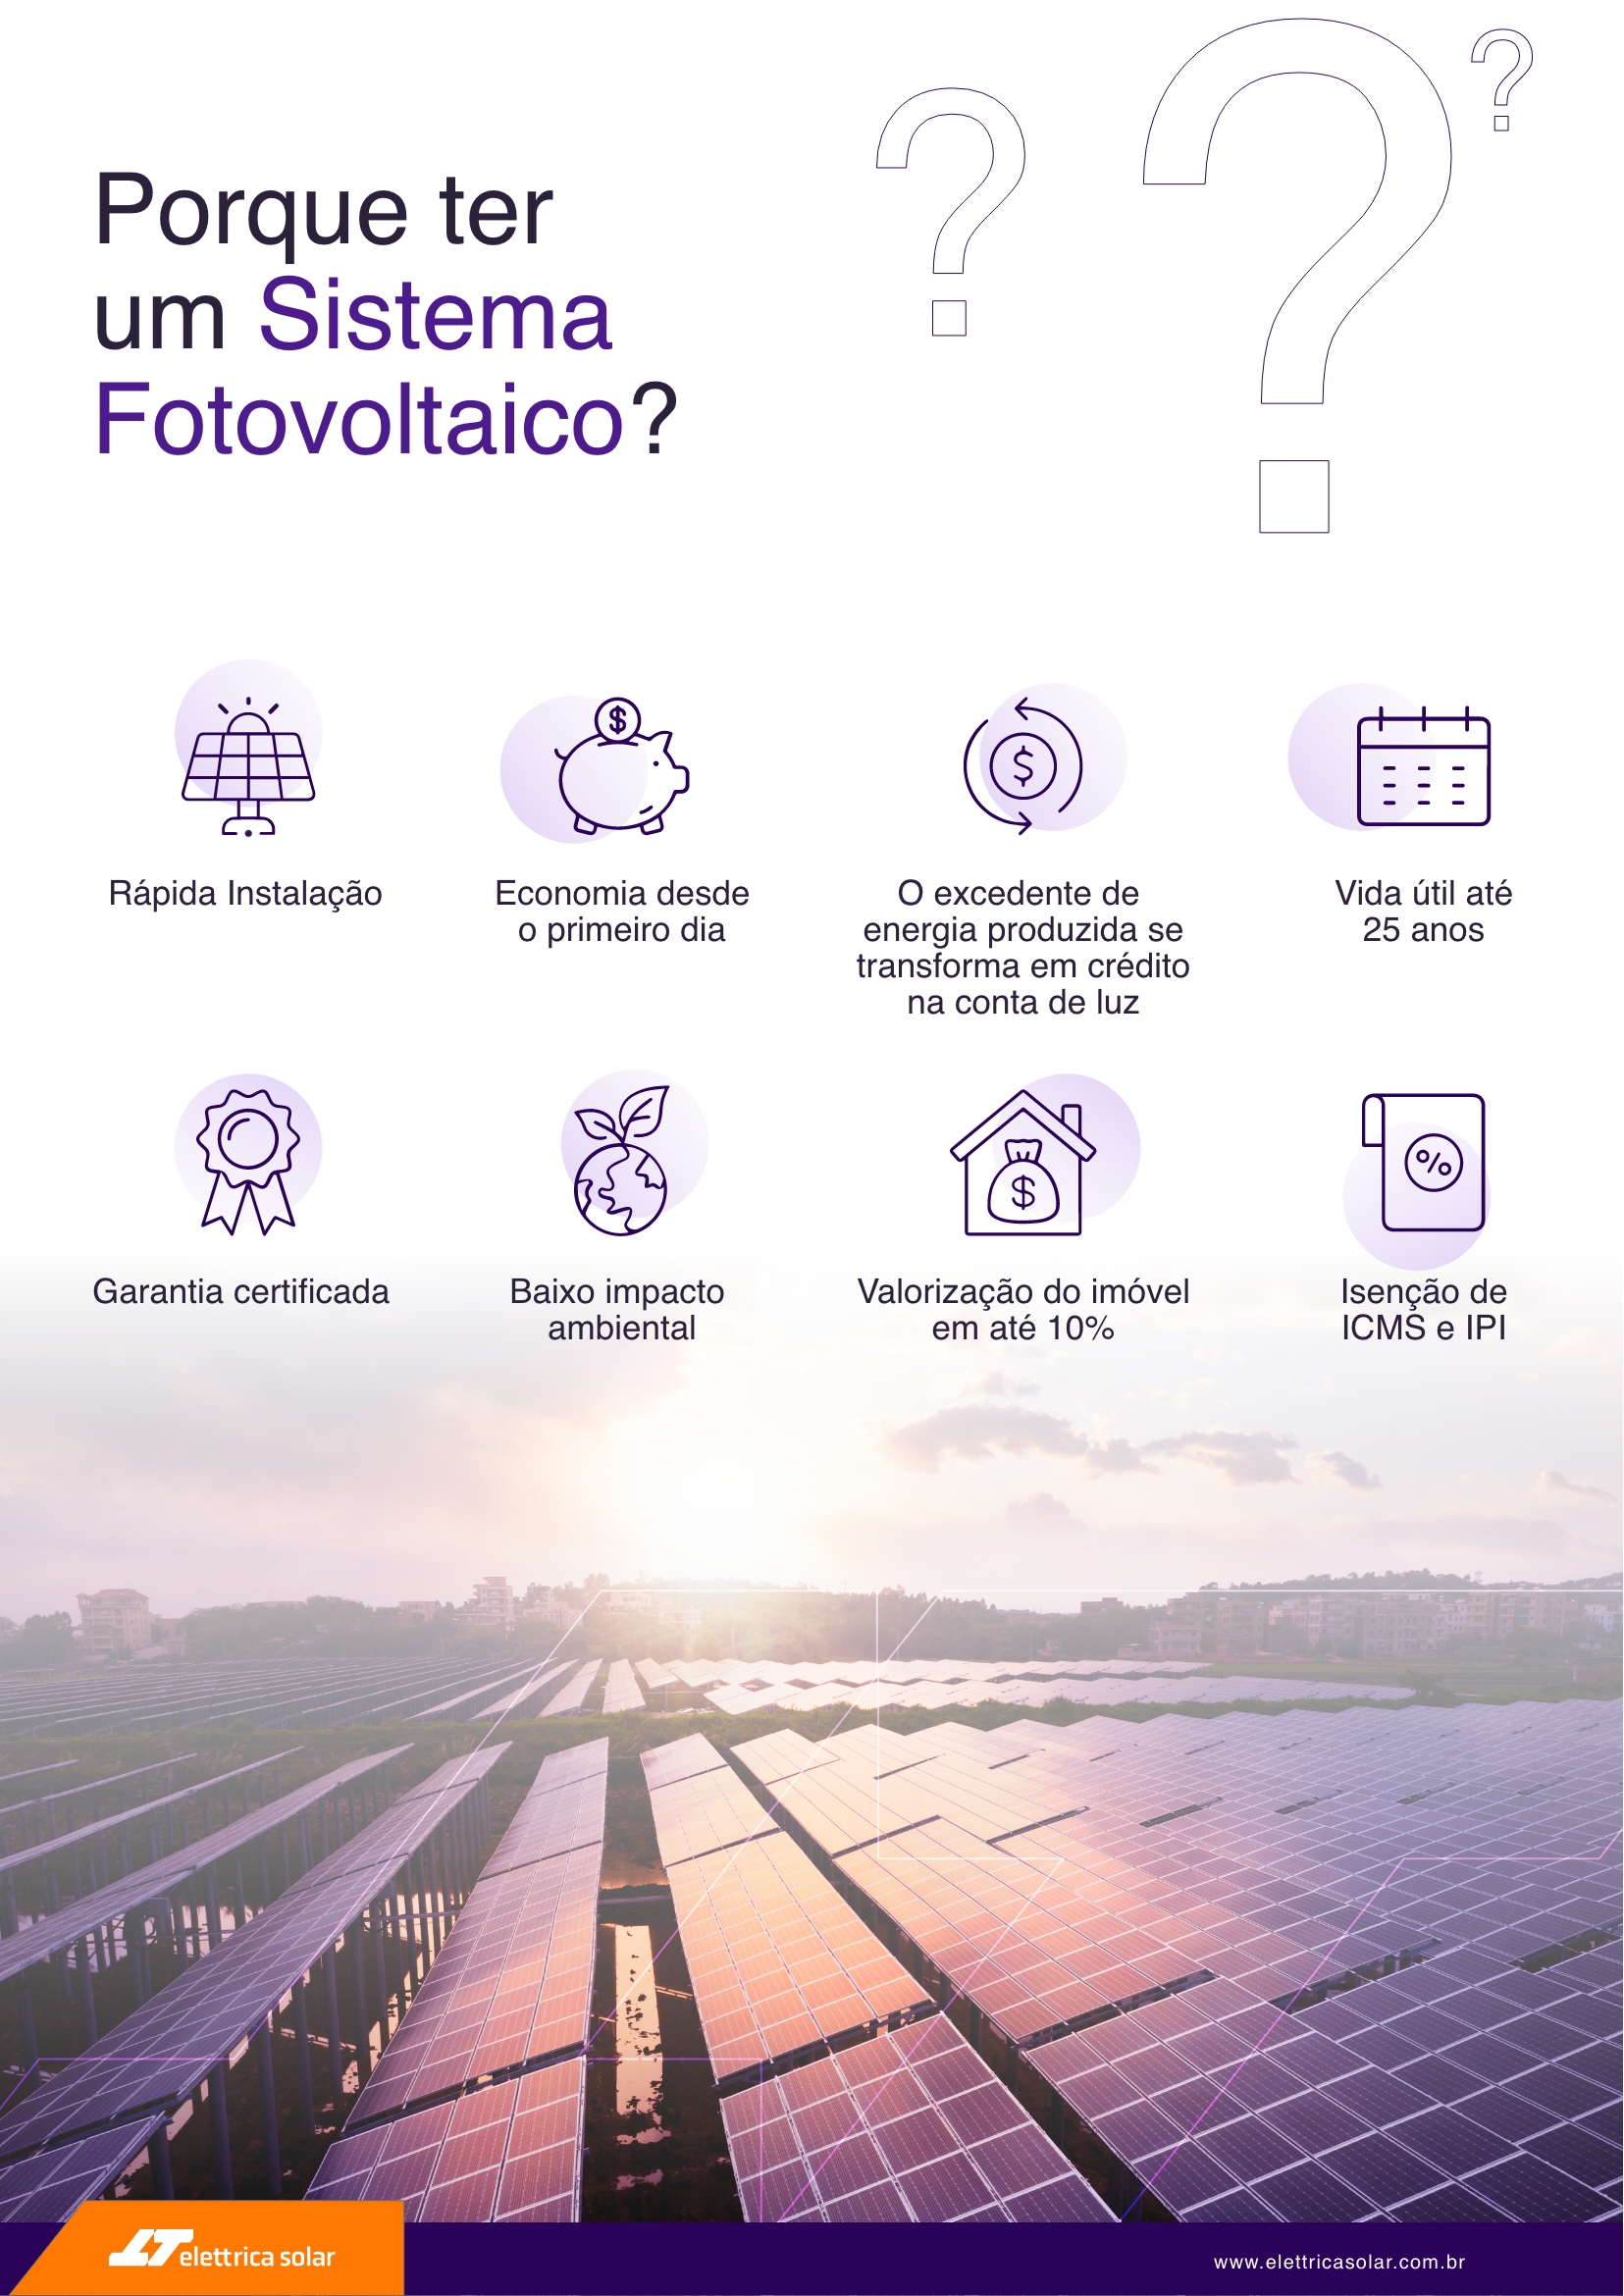 Porque ter
um Sistema
Fotovoltaico?
Rápida Instalação
Economia desde
o primeiro dia
O excedente de
energia produzida se
transforma em crédito
na conta de luz
Vida útil até
25 anos
Garantia certificada
Baixo impacto
ambiental
Valorização do imóvel
em até 10%
Isenção de
ICMS e IPI
elettrica solar
www.elettricasolar.com.br